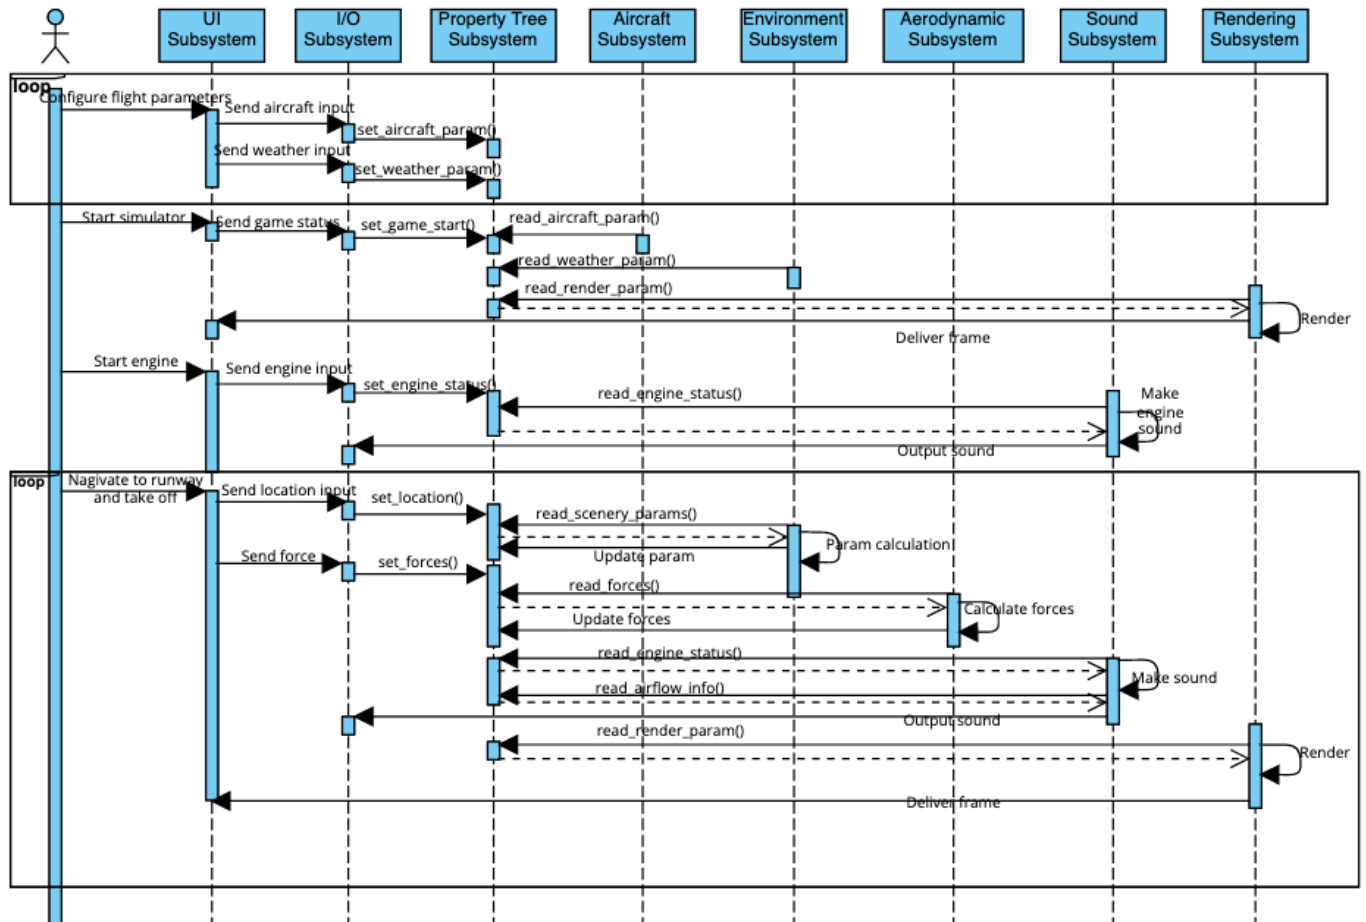 UI
Subsystem
I/O
Subsystem
Property Tree
Subsystem
Aircraft
Subsystem
Environment
Subsystem
Aerodynamic
Subsystem
Sound
Subsystem
Rendering
Subsystem
loop
Configure flight parameters
Send aircraft input
set_aircraft_param()
Send weather input
set_weather_param()
Start simulator
Send game status
set_game_start()
read_aircraft_param()
read_weather_param()
read_render_param()
Render
Deliver frame
Start engine
Send engine input
set_engine_status()
read_engine_status()
Make
engine
sound
Output sound
loop
Nagivate to runway
and take off
Send location input
set_location()
read_scenery_params()
Param calculation
Update param
Send force
set_forces()
read_forces()
Calculate forces
Update forces
read_engine_status()
Make sound
read_airflow_info()
Output sound
read_render_param()
Render
Deliver frame